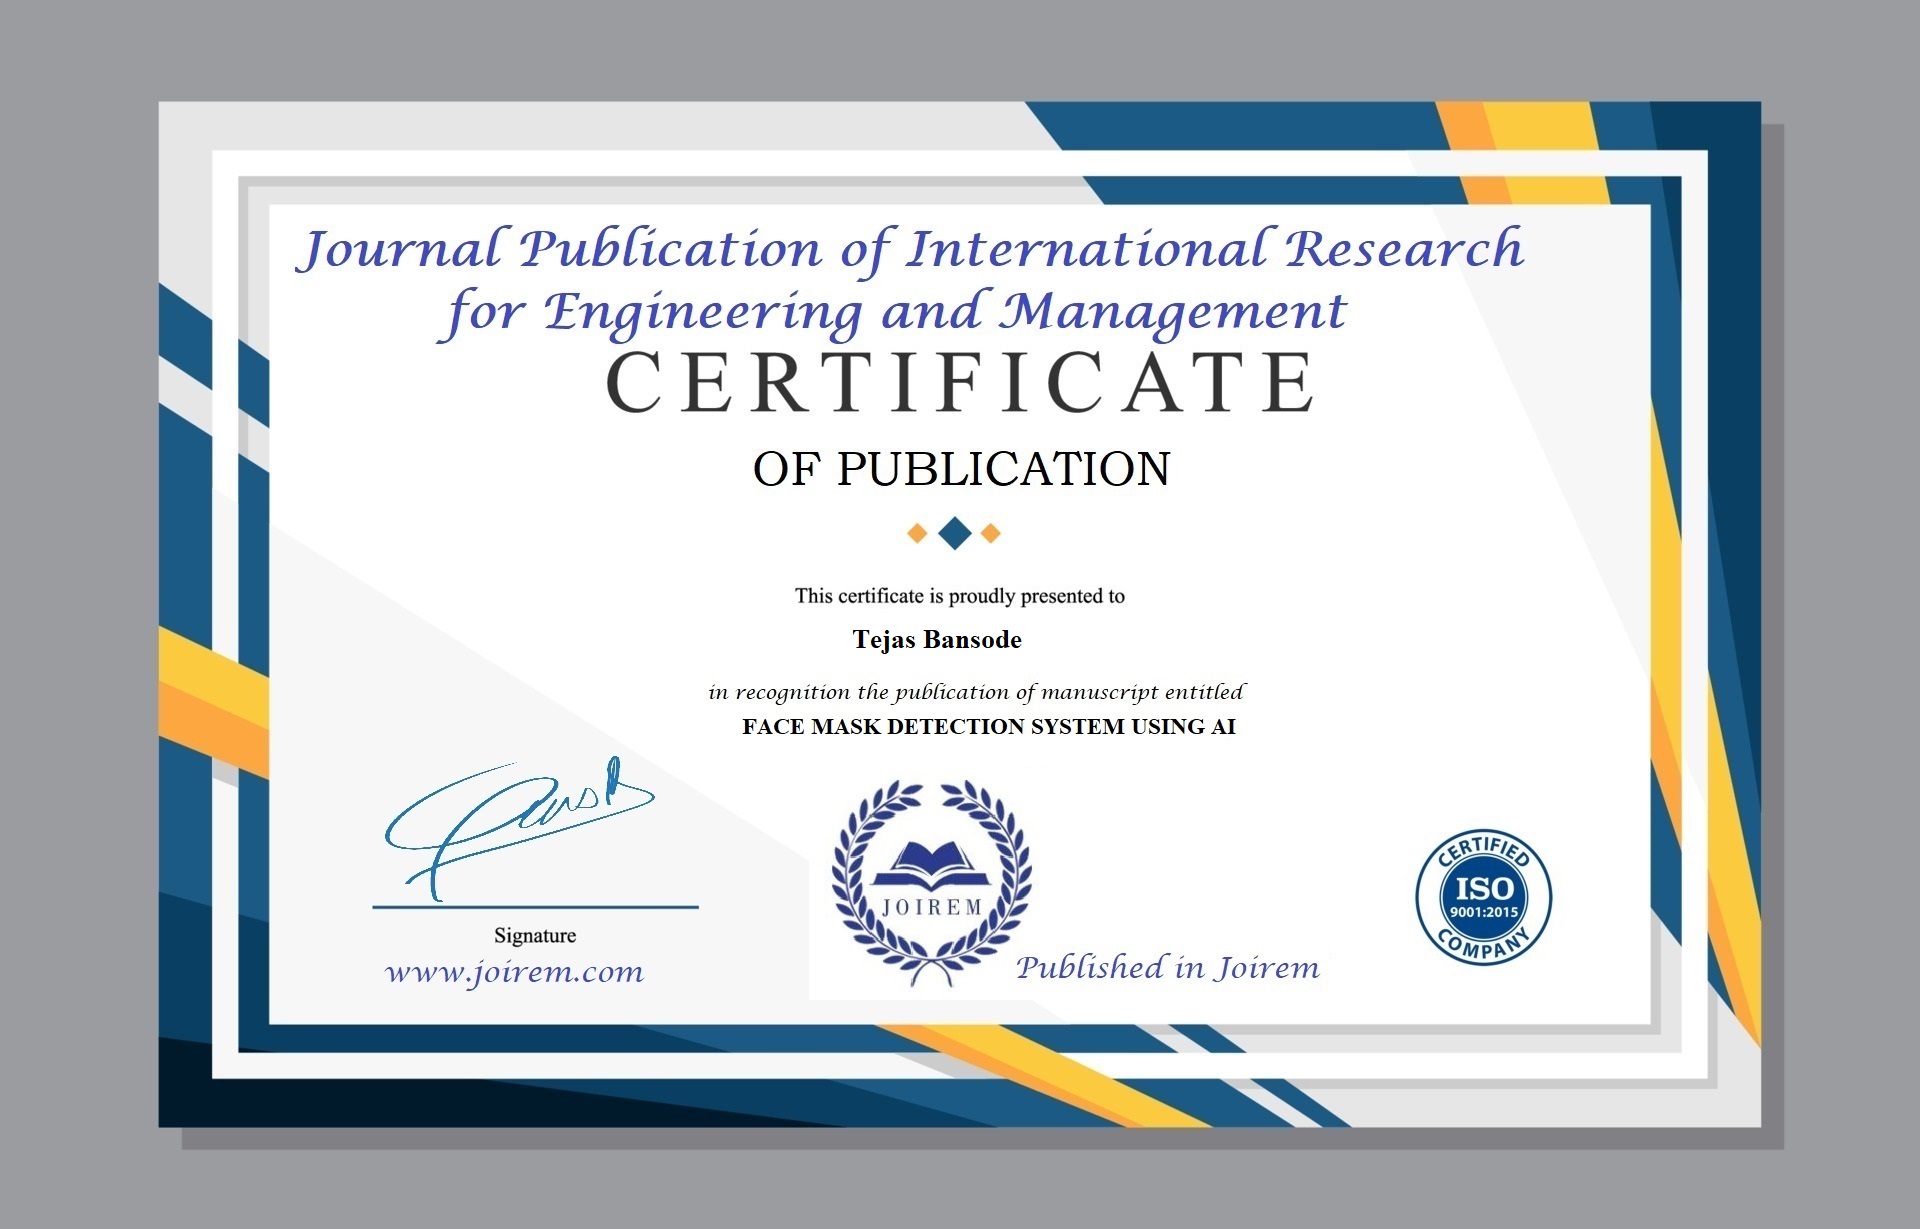 Journal Publication of International Research
for Engineering and Management
CERTIFICATE
OF PUBLICATION
This certificate is proudly presented to
Tejas Bansode
in recognition the publication of manuscript entitled
FACE MASK DETECTION SYSTEM USING AI
JOIREM
CERTIFIED
ISO
9001:2015
COMPANY
Signature
www.joirem.com
Published in Joirem